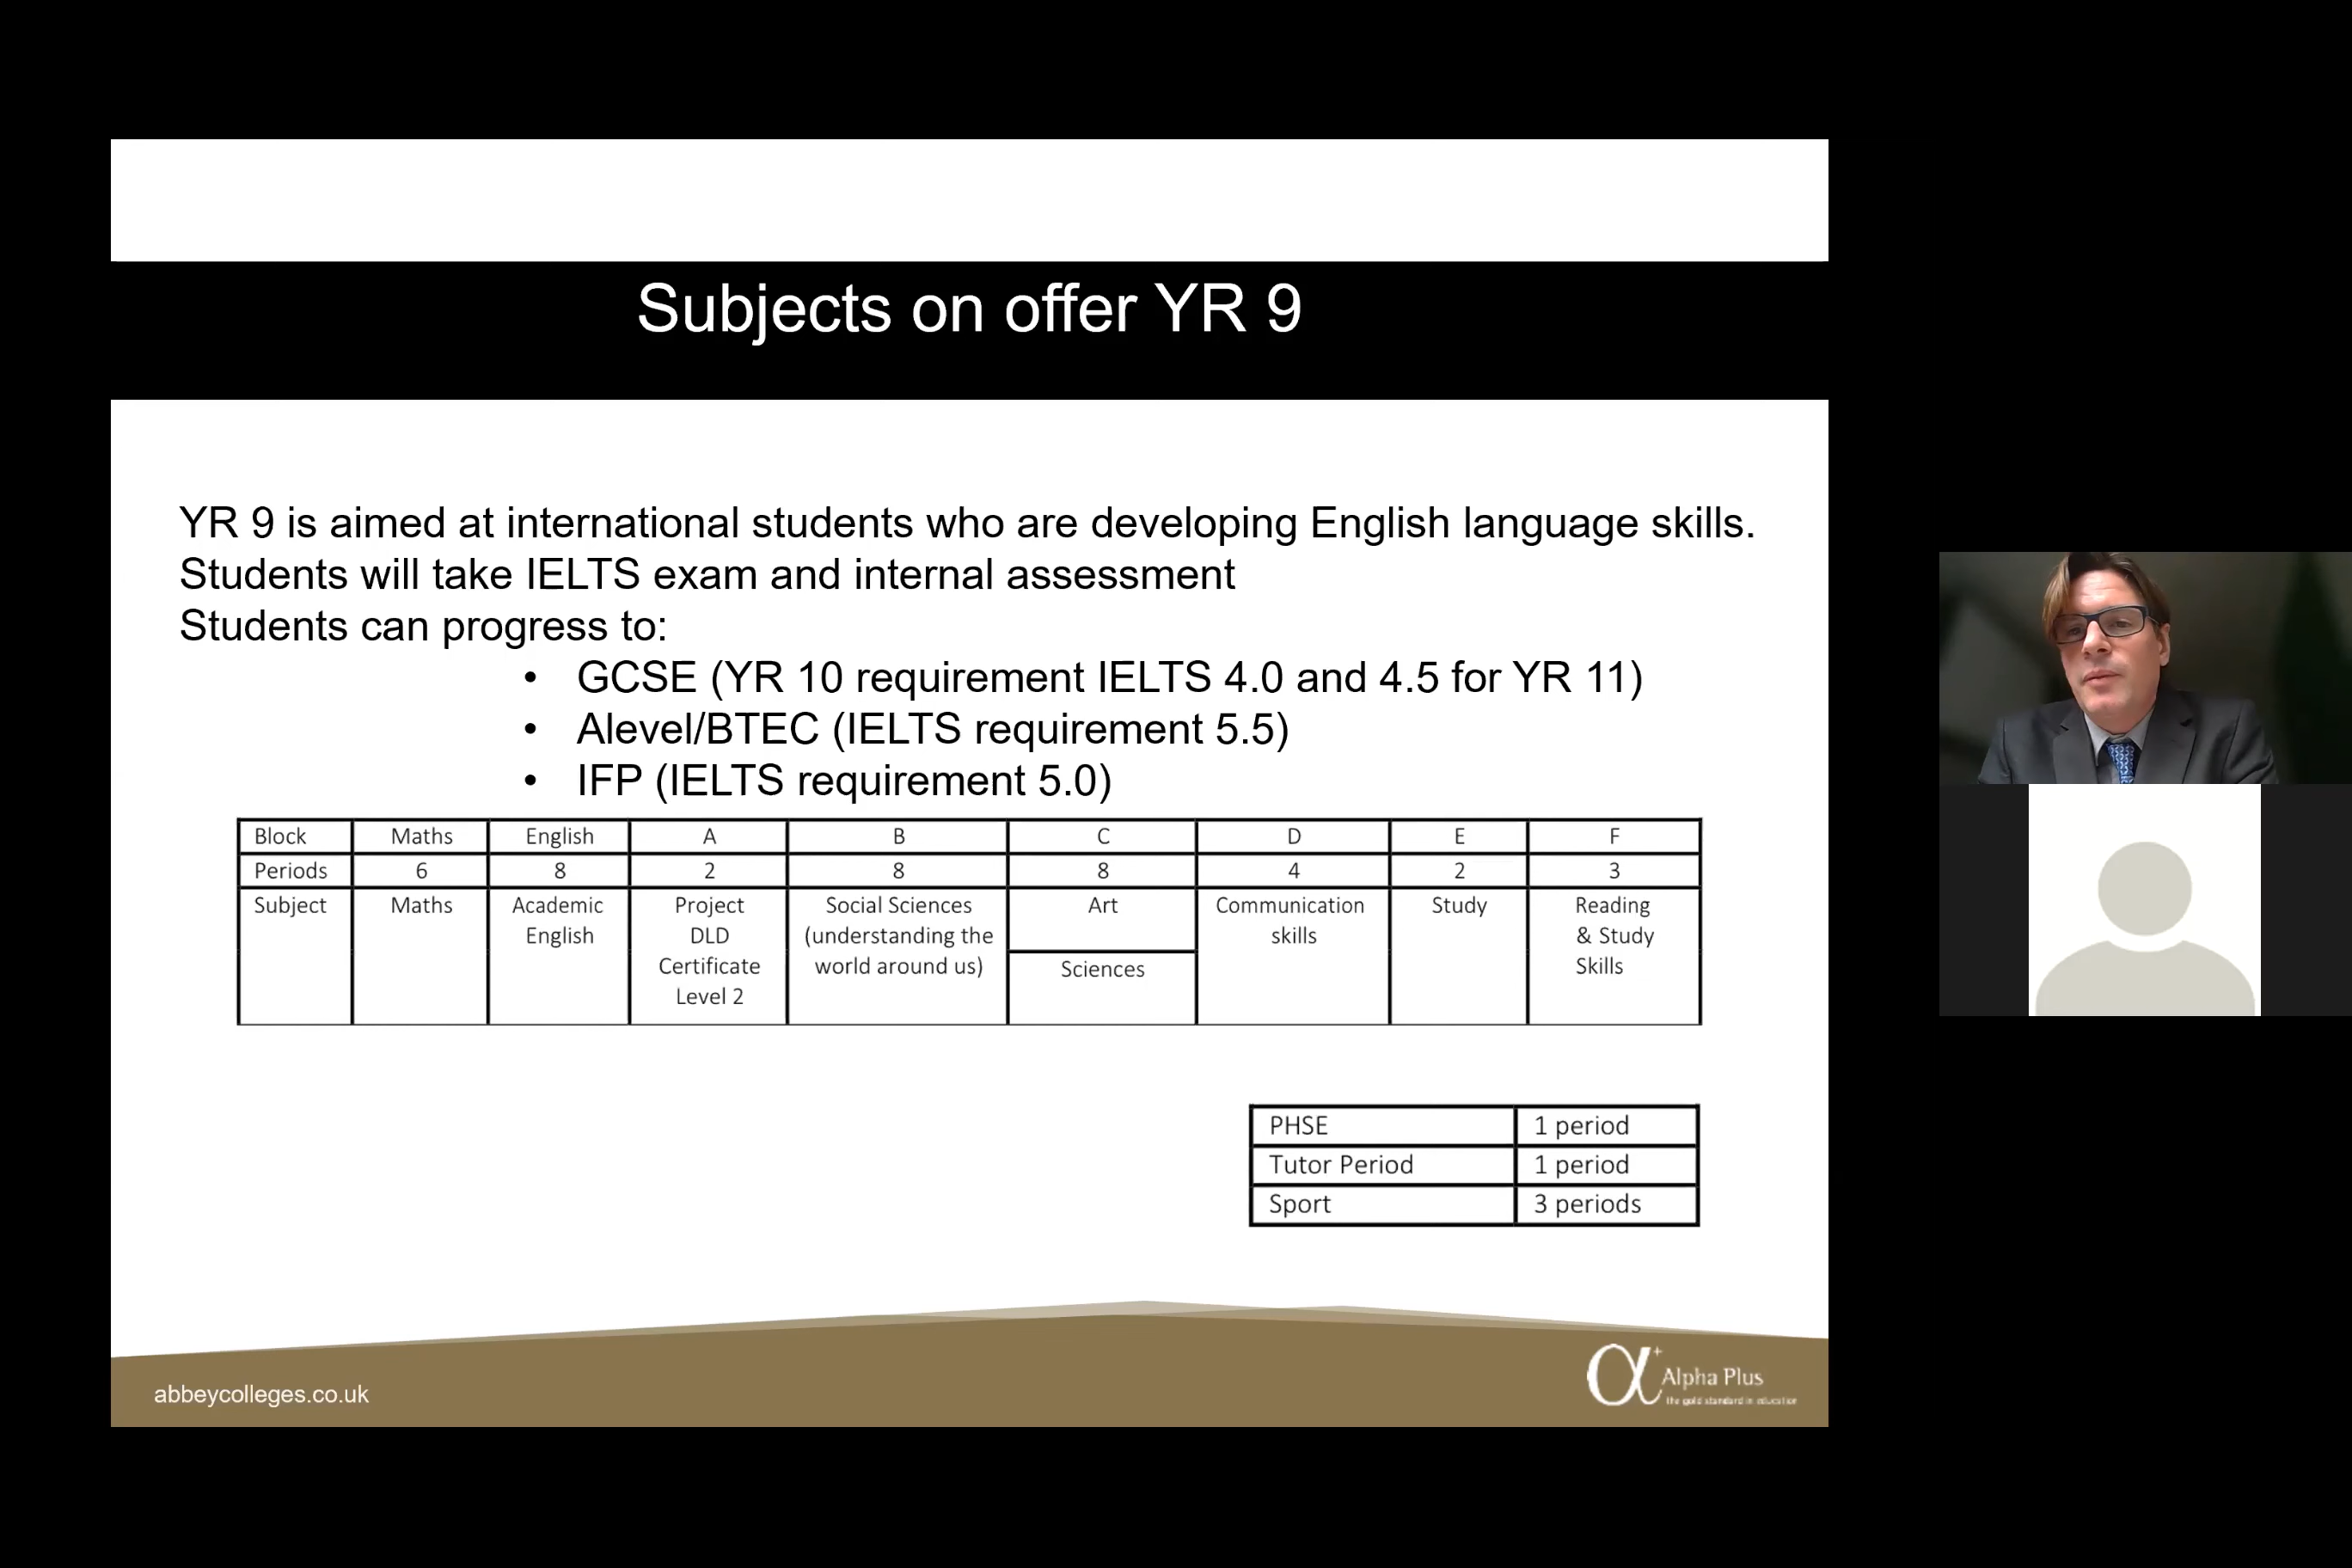 Subjects on offer YR 9
YR 9 is aimed at international students who are developing English language skills.
Students will take IELTS exam and internal assessment
Students can progress to:
• GCSE (YR 10 requirement IELTS 4.0 and 4.5 for YR 11)
• Alevel/BTEC (IELTS requirement 5.5)
• IFP (IELTS requirement 5.0)
Block Maths English A B C D E F
Periods 6 8 2 8 8 4 2 3
Subject Maths Academic English Project DLD Certificate Level 2 Social Sciences (understanding the world around us) Art Sciences Communication skills Study Reading & Study Skills
PHSE 1 period
Tutor Period 1 period
Sport 3 periods
abbeycolleges.co.uk
α+ Alpha Plus
the gold standard in education